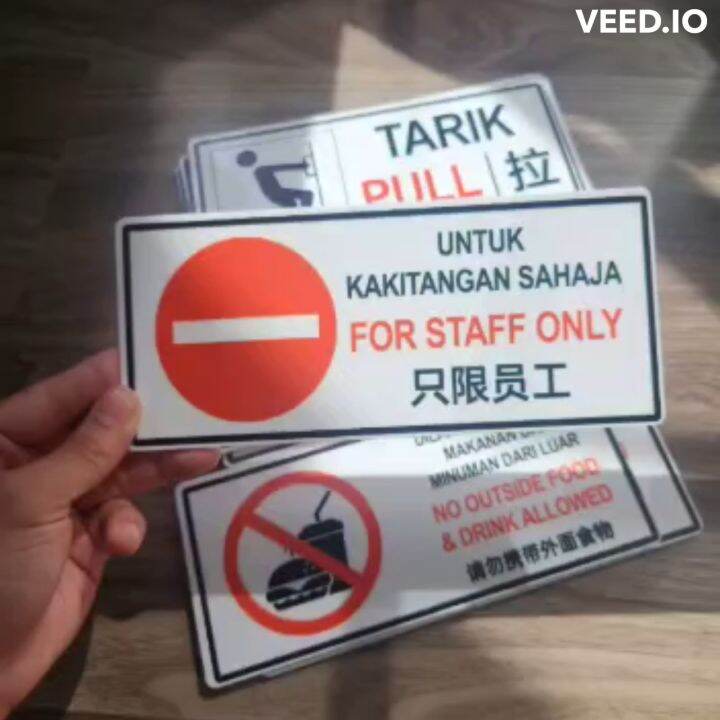 VEED.IO
TARIK
PULL 拉
UNTUK
KAKITANGAN SAHAJA
FOR STAFF ONLY
只限员工
MAKANAN
MINUMAN DARI LUAR
NO OUTSIDE FOOD
& DRINK ALLOWED
请勿携带外面食物